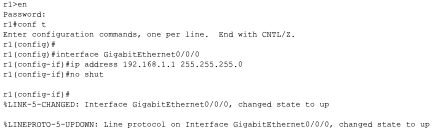 r1>en
Password:
r1#conf t
Enter configuration commands, one per line.  End with CNTL/Z.
r1(config)#
r1(config)#interface GigabitEthernet0/0/0
r1(config-if)#ip address 192.168.1.1 255.255.255.0
r1(config-if)#no shut

r1(config-if)#
%LINK-5-CHANGED: Interface GigabitEthernet0/0/0, changed state to up

%LINEPROTO-5-UPDOWN: Line protocol on Interface GigabitEthernet0/0/0, changed state to up